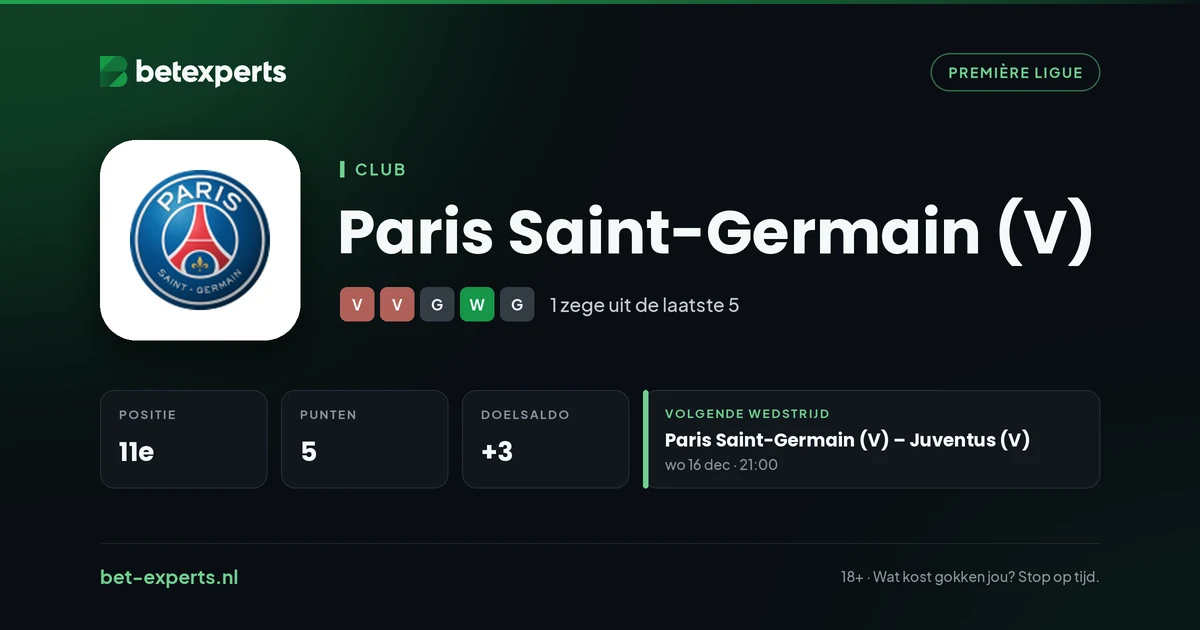 betexperts
PREMIÈRE LIGUE
PARIS
SAINT-GERMAIN
CLUB
Paris Saint-Germain (V)
V V G W G 1 zege uit de laatste 5
POSITIE
11e
PUNTEN
5
DOELSALDO
+3
VOLGENDE WEDSTRIJD
Paris Saint-Germain (V) – Juventus (V)
wo 16 dec · 21:00
bet-experts.nl
18+ · Wat kost gokken jou? Stop op tijd.